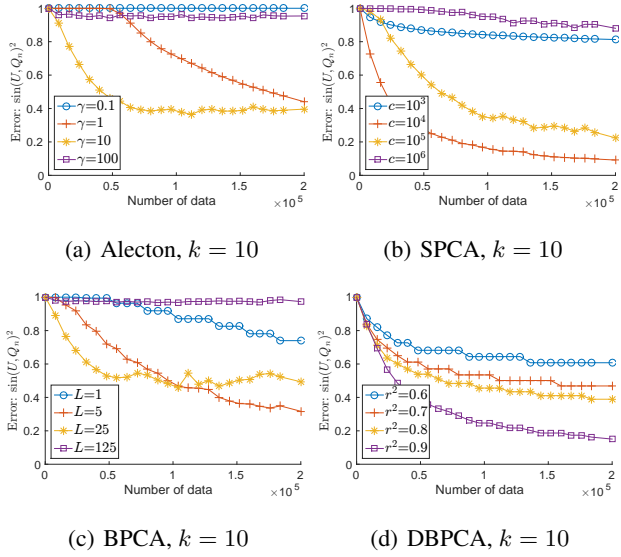 1
0.8
0.6
0.4
0.2
0
Error: sin(U, Q_n)^2
γ=0.1
γ=1
γ=10
γ=100
0 0.5 1 1.5 2
Number of data ×10^5
(a) Alecton, k = 10
1
0.8
0.6
0.4
0.2
0
Error: sin(U, Q_n)^2
c=10^3
c=10^4
c=10^5
c=10^6
0 0.5 1 1.5 2
Number of data ×10^5
(b) SPCA, k = 10
1
0.8
0.6
0.4
0.2
0
Error: sin(U, Q_n)^2
L=1
L=5
L=25
L=125
0 0.5 1 1.5 2
Number of data ×10^5
(c) BPCA, k = 10
1
0.8
0.6
0.4
0.2
0
Error: sin(U, Q_n)^2
r^2=0.6
r^2=0.7
r^2=0.8
r^2=0.9
0 1 2
Number of data ×10^5
(d) DBPCA, k = 10